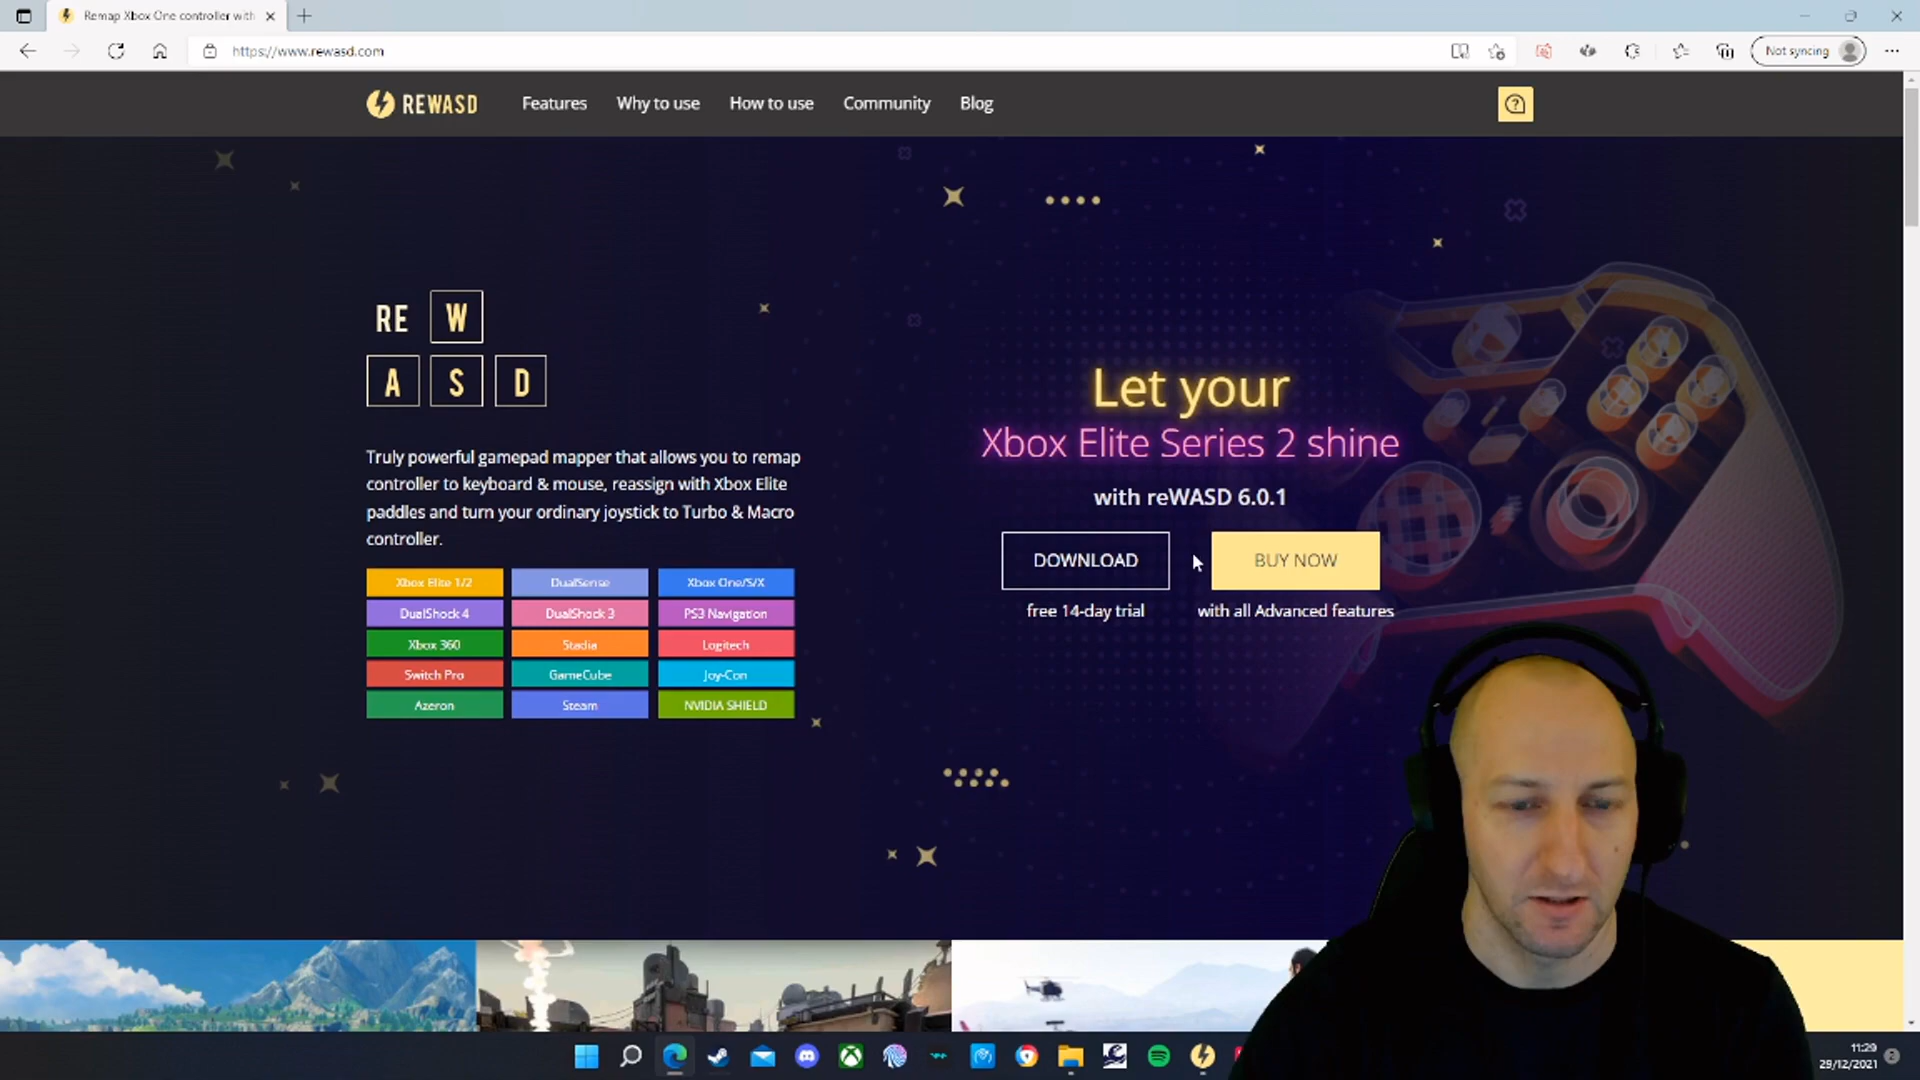 Remap Xbox One controller with
https://www.rewasd.com
Not syncing
REWASD
Features
Why to use
How to use
Community
Blog
RE W
A S D
Truly powerful gamepad mapper that allows you to remap
controller to keyboard & mouse, reassign with Xbox Elite
paddles and turn your ordinary joystick to Turbo & Macro
controller.
Xbox Elite 1/2
DualSense
Xbox One/S/X
DualShock 4
DualShock 3
PS3 Navigation
Xbox 360
Stadia
Logitech
Switch Pro
GameCube
Joy-Con
Azeron
Steam
NVIDIA SHIELD
Let your
Xbox Elite Series 2 shine
with reWASD 6.0.1
DOWNLOAD
BUY NOW
free 14-day trial
with all Advanced features
11:29
29/12/2021
2